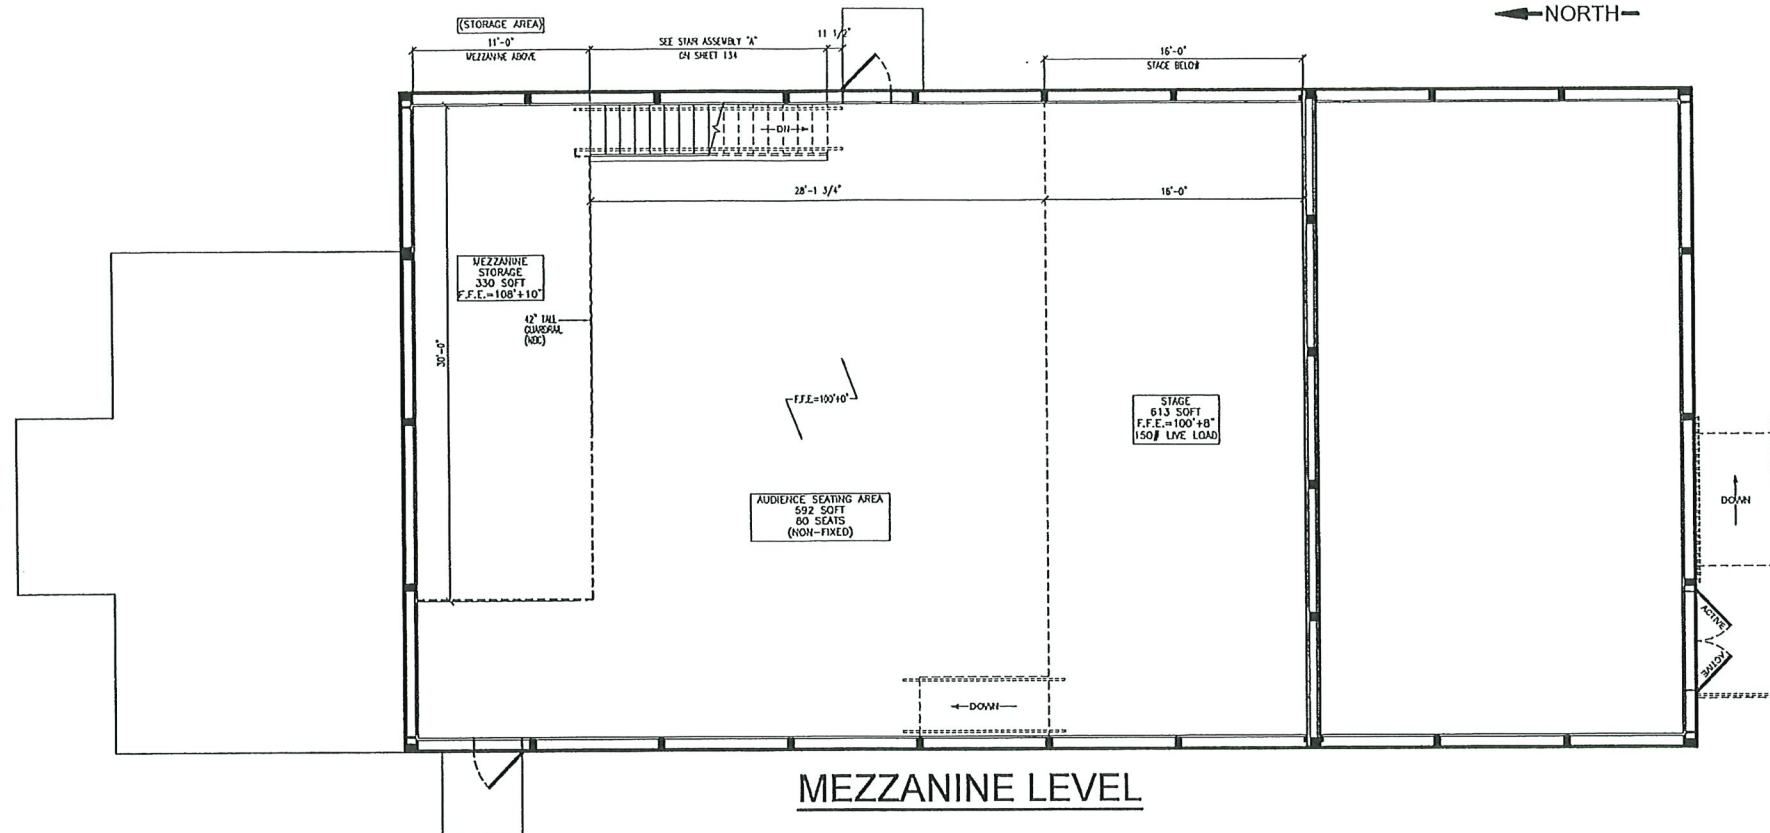 NORTH
(STORAGE AREA)
11'-0"
MEZZANINE ABOVE
SEE STAIR ASSEMBLY "A"
ON SHEET 134
11 1/2"
16'-0"
STAGE BELOW
DN
28'-1 3/4"
16'-0"
MEZZANINE
STORAGE
330 SQFT
F.F.E.=108'+10"
42" TALL
GUARDRAIL
30'-0"
F.F.E.=100'+0"
STAGE
613 SQFT
F.F.E.=100'+8"
150# LIVE LOAD
AUDIENCE SEATING AREA
592 SQFT
80 SEATS
(NON-FIXED)
DOWN
ACTIVE
ACTIVE
DOWN
MEZZANINE LEVEL